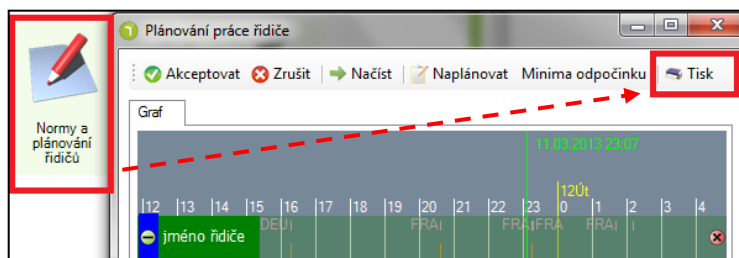 Plánování práce řidiče
Akceptovat Zrušit Načíst Naplánovat Minima odpočinku Tisk
Graf
Normy a
plánování
řidičů
11.03.2013 23:07
12Út
12 13 14 15 16 17 18 19 20 21 22 23 0 1 2 3 4
DEU FRA FRA FRA FRA
jméno řidiče